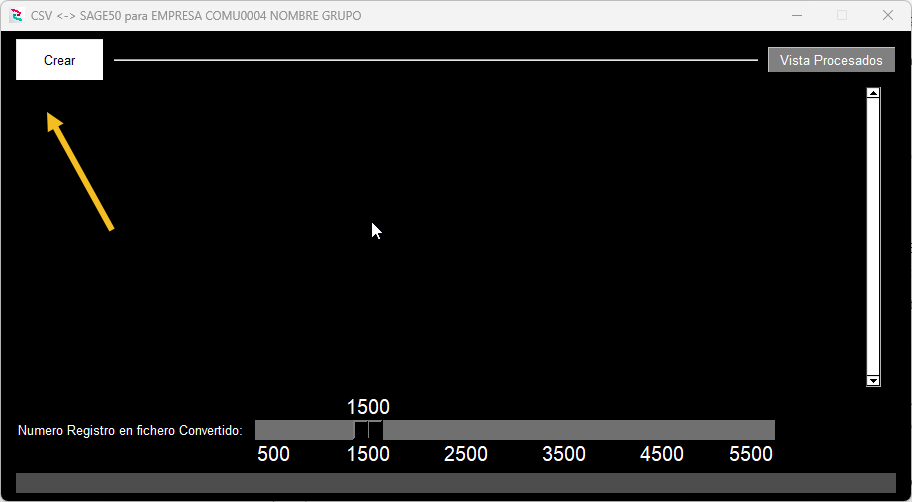 CSV <-> SAGE50 para EMPRESA COMU0004 NOMBRE GRUPO
Crear
Vista Procesados
1500
Numero Registro en fichero Convertido:
500 1500 2500 3500 4500 5500